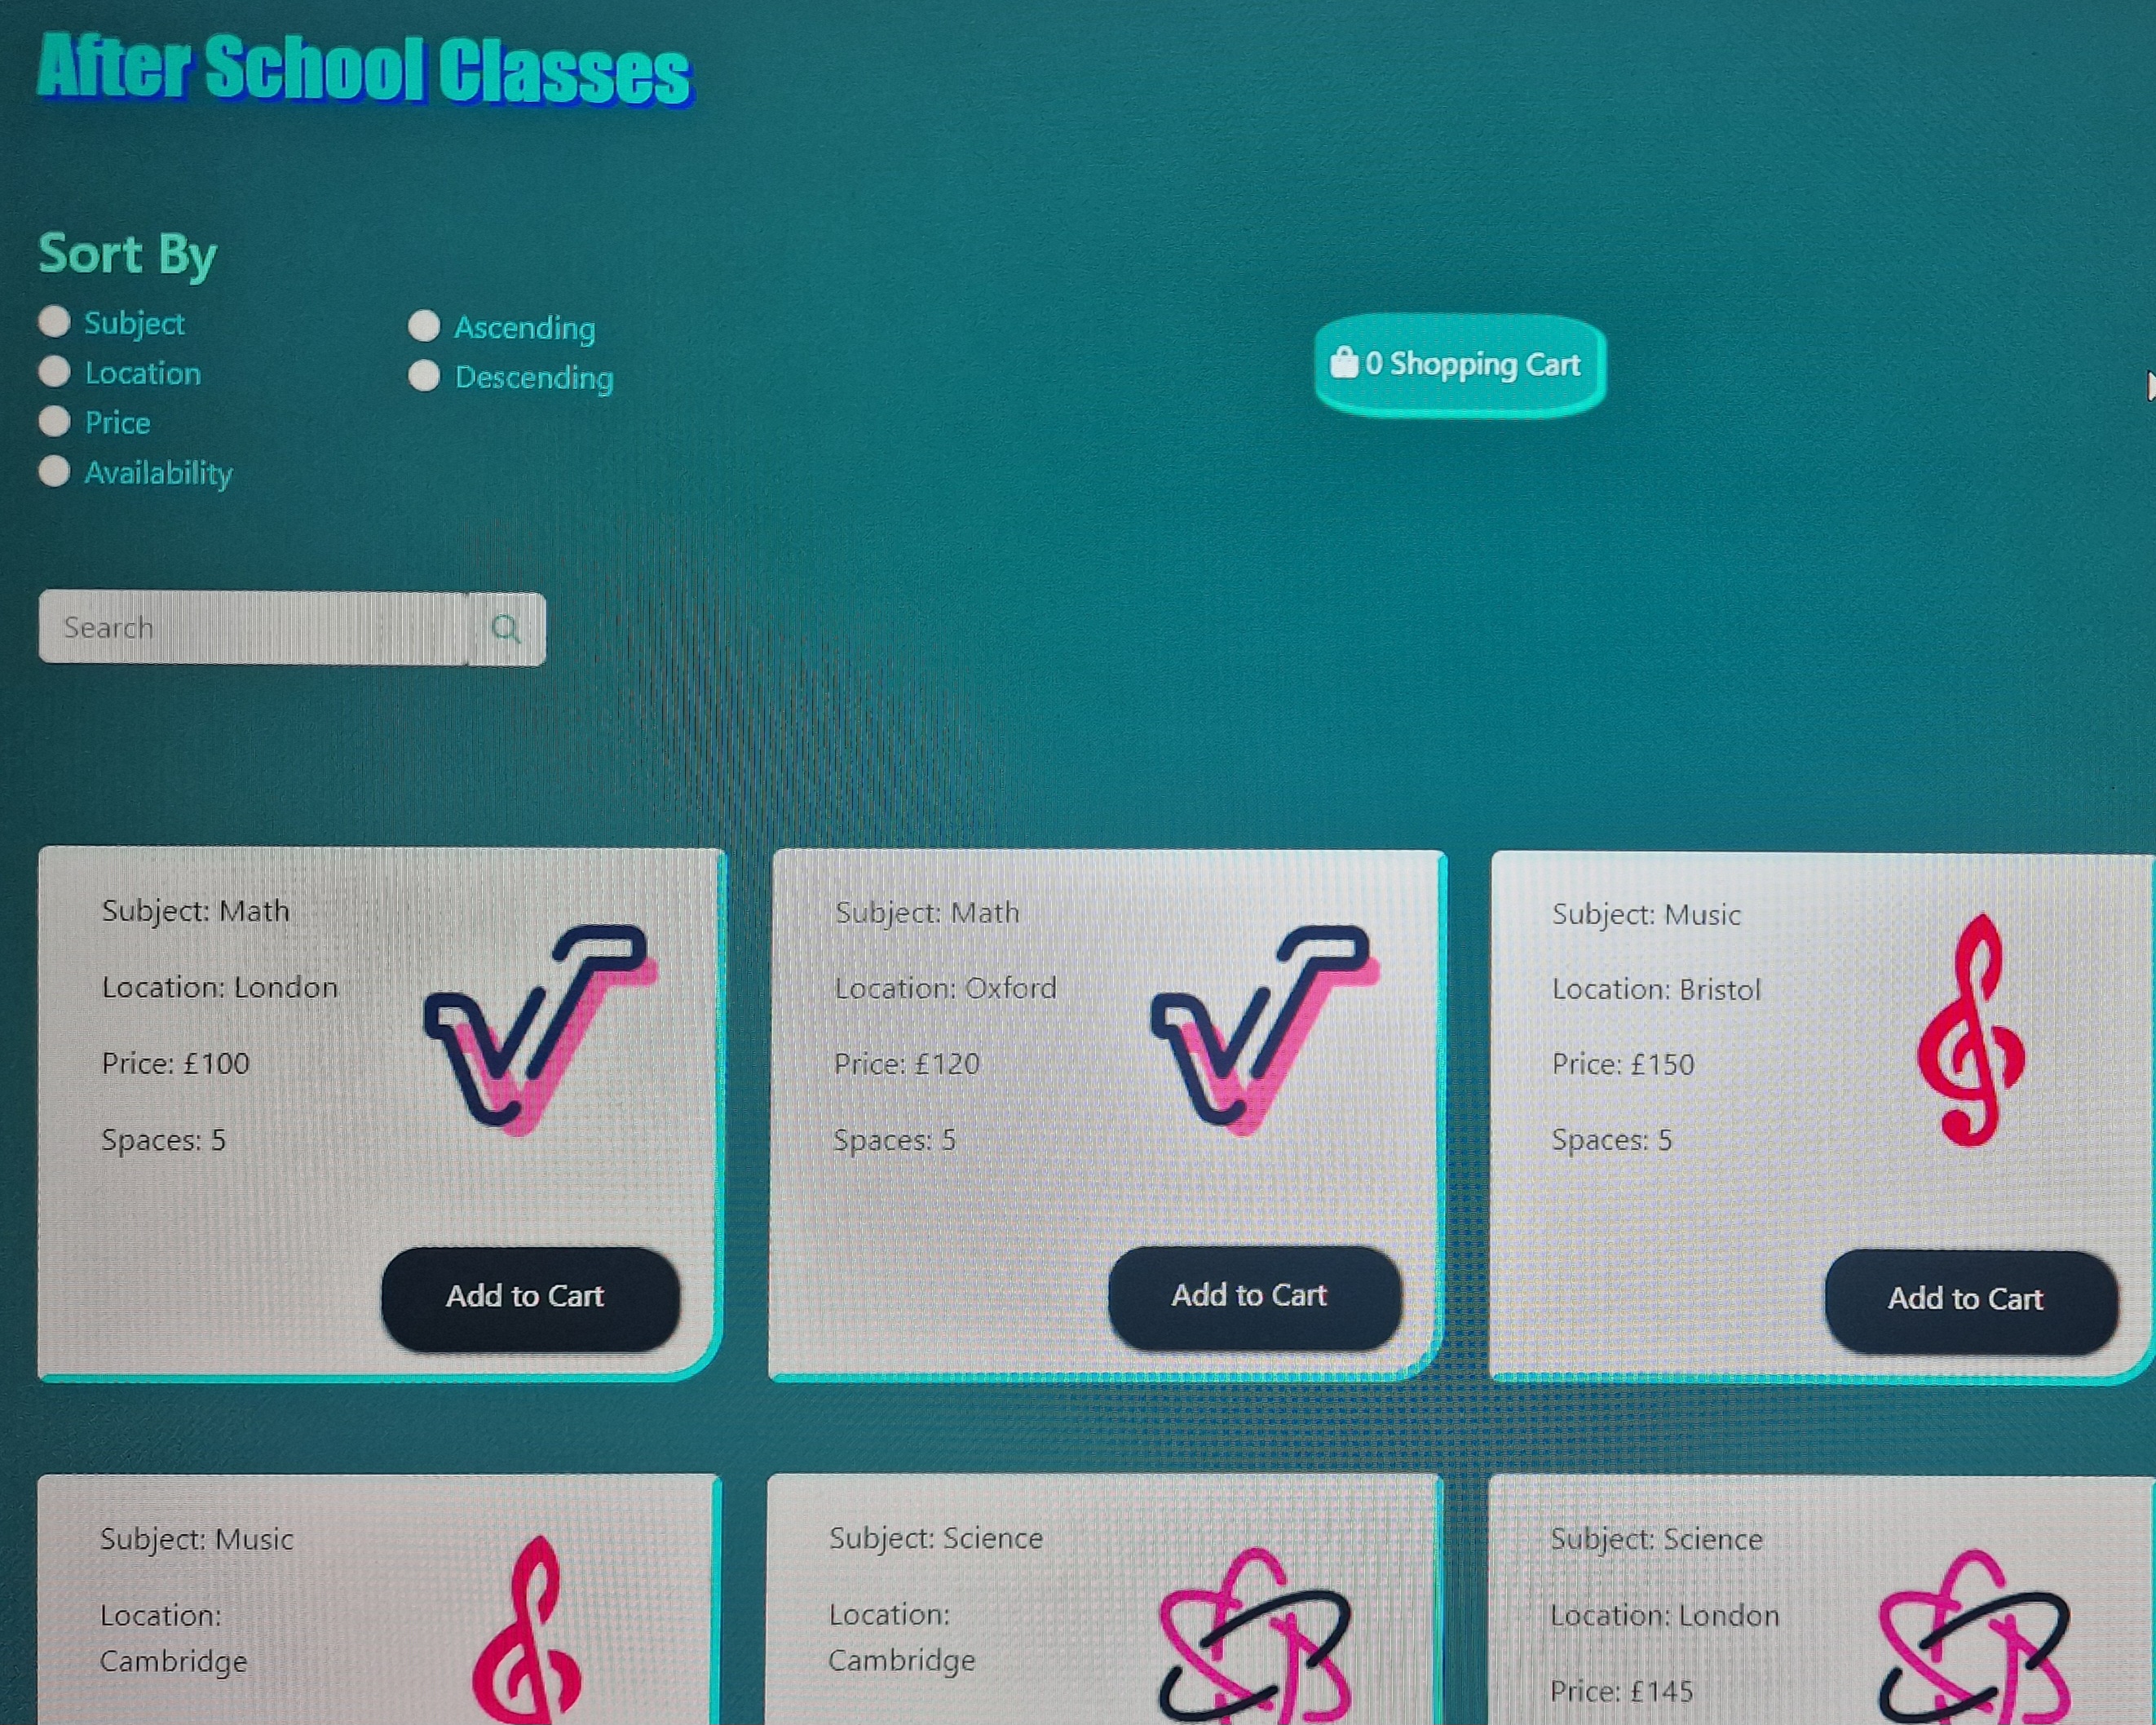 After School Classes
Sort By
Subject
Ascending
Location
Descending
Price
Availability
0 Shopping Cart
Search
Subject: Math
Location: London
Price: £100
Spaces: 5
Add to Cart
Subject: Math
Location: Oxford
Price: £120
Spaces: 5
Add to Cart
Subject: Music
Location: Bristol
Price: £150
Spaces: 5
Add to Cart
Subject: Music
Location:
Cambridge
Subject: Science
Location:
Cambridge
Subject: Science
Location: London
Price: £145